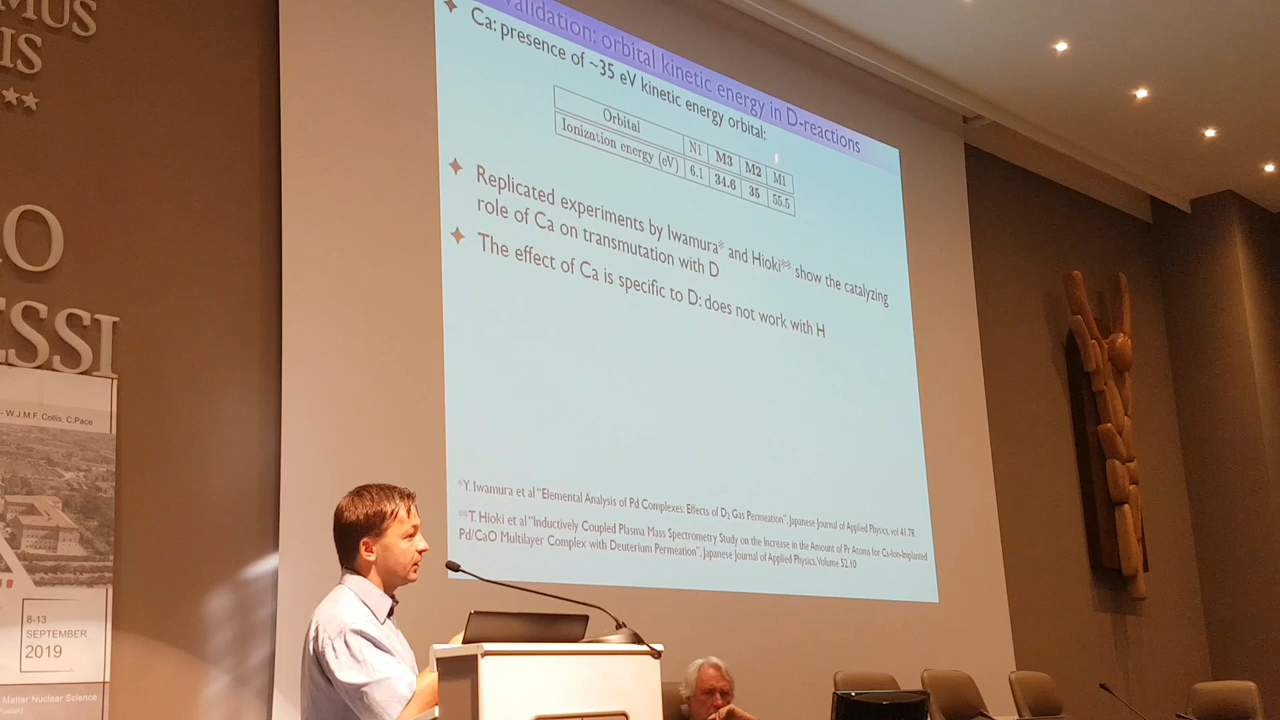 MUS
IS
IO
ESSI
- W.J.M.F. Collis, C.Pace
8-13
SEPTEMBER
2019
Matter Nuclear Science
Fusion)
validation: orbital kinetic energy in D-reactions
Ca: presence of ~35 eV kinetic energy orbital:
Orbital N1 M3 M2 M1
Ionization energy (eV) 6.1 34.6 35 55.5
Replicated experiments by Iwamura* and Hioki** show the catalyzing
role of Ca on transmutation with D
The effect of Ca is specific to D: does not work with H
*Y. Iwamura et al "Elemental Analysis of Pd Complexes: Effects of D2 Gas Permeation", Japanese Journal of Applied Physics, vol 41.7R
**T. Hioki et al "Inductively Coupled Plasma Mass Spectrometry Study on the Increase in the Amount of Pr Atoms for Cs-Ion-Implanted
Pd/CaO Multilayer Complex with Deuterium Permeation", Japanese Journal of Applied Physics, Volume 52.10